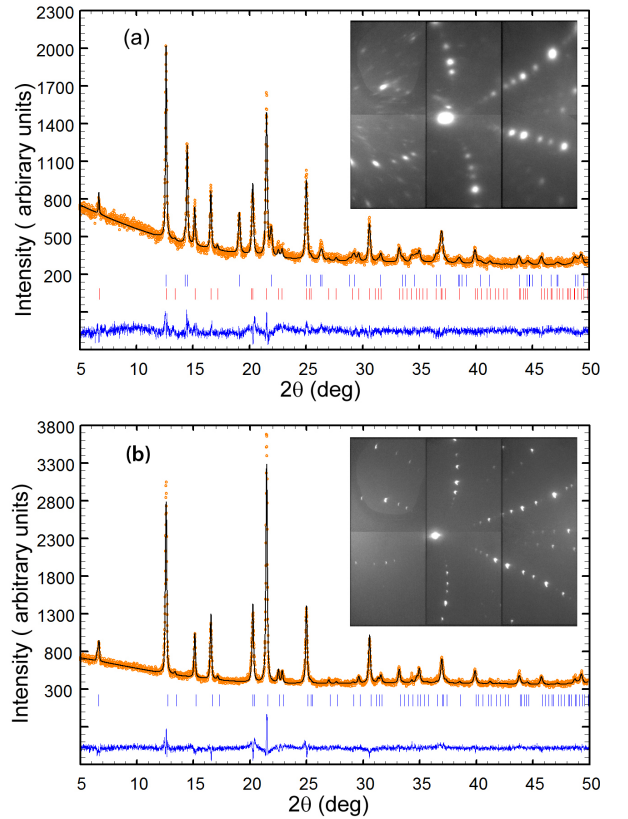 2300
(a)
2000
1700
1400
1100
800
500
200
Intensity ( arbirary units)
5 10 15 20 25 30 35 40 45 50
2θ (deg)
3800
(b)
3300
2800
2300
1800
1300
800
300
Intensity ( arbitrary units)
5 10 15 20 25 30 35 40 45 50
2θ (deg)